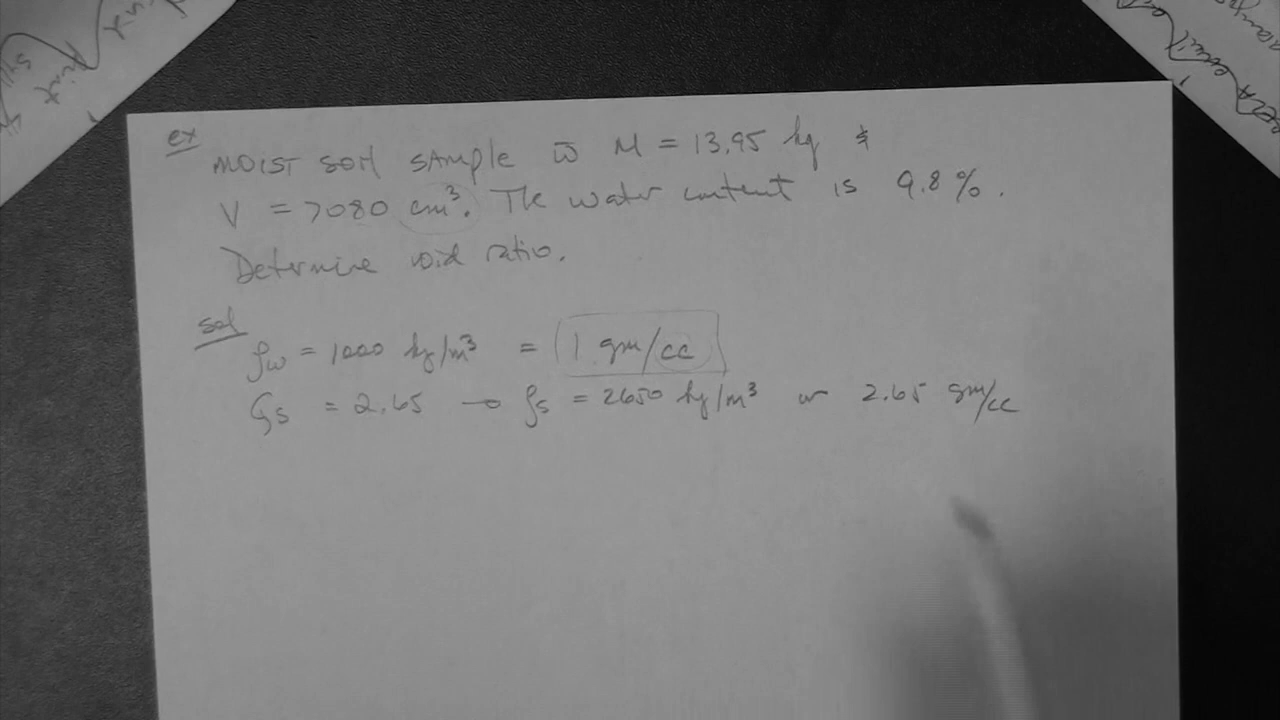 ex
MOIST SOIL SAMPLE w̄ M = 13.95 kg &
V = 7080 cm³. The water content is 9.8%.
Determine void ratio.
sol
ρw = 1000 kg/m³ = 1 gm/cc
Gs = 2.65 → ρs = 2650 kg/m³ or 2.65 gm/cc